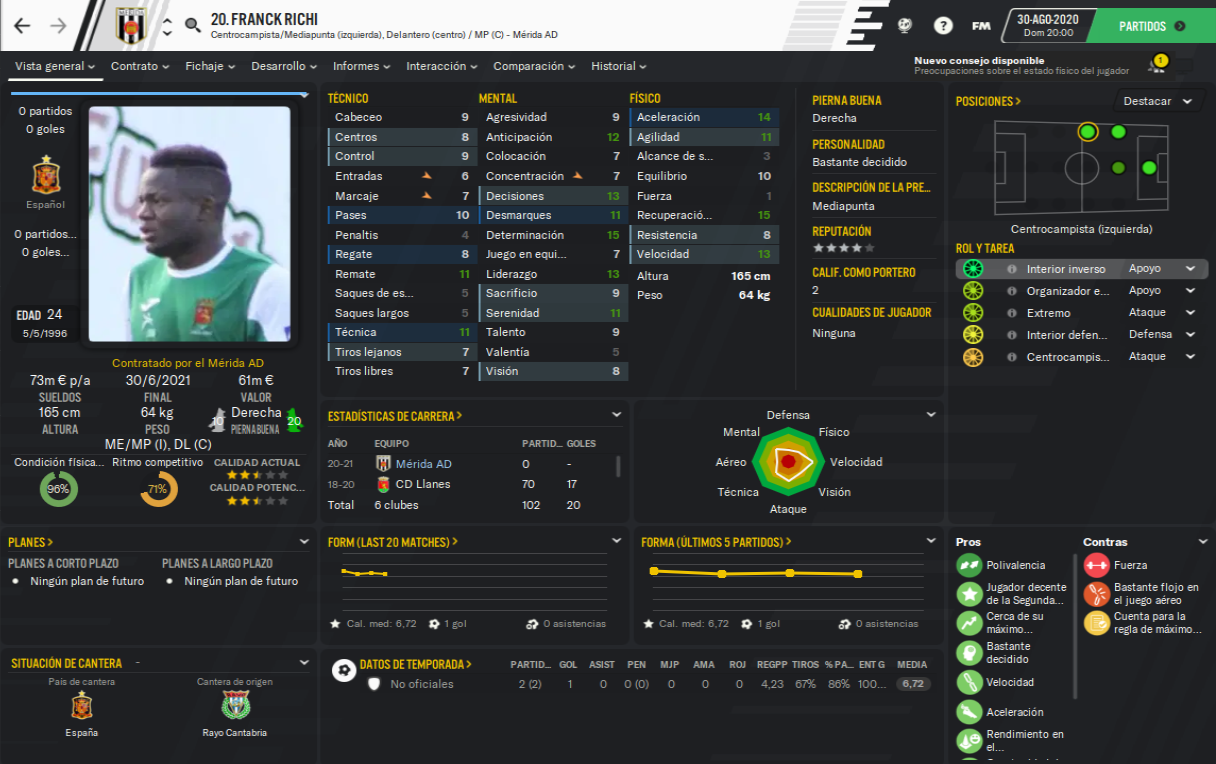 20. FRANCK RICHI
Centrocampista/Mediapunta (izquierda), Delantero (centro) / MP (C) - Mérida AD
FM
30-AGO-2020
Dom 20:00
PARTIDOS
Vista general
Contrato
Fichaje
Desarrollo
Informes
Interacción
Comparación
Historial
Nuevo consejo disponible
Preocupaciones sobre el estado físico del jugador
1
0 partidos
0 goles
Español
0 partidos...
0 goles...
EDAD 24
5/5/1996
Contratado por el Mérida AD
73m € p/a 30/6/2021 61m €
SUELDOS FINAL VALOR
165 cm 64 kg 10 Derecha 20
ALTURA PESO PIERNA BUENA
ME/MP (I), DL (C)
Condición física... Ritmo competitivo CALIDAD ACTUAL
96% 71%
CALIDAD POTENC...
TÉCNICO
Cabeceo 9
Centros 8
Control 9
Entradas 6
Marcaje 7
Pases 10
Penaltis 4
Regate 8
Remate 11
Saques de es... 5
Saques largos 5
Técnica 11
Tiros lejanos 7
Tiros libres 7
MENTAL
Agresividad 9
Anticipación 12
Colocación 7
Concentración 7
Decisiones 13
Desmarques 11
Determinación 15
Juego en equi... 7
Liderazgo 13
Sacrificio 9
Serenidad 11
Talento 9
Valentía 5
Visión 8
FÍSICO
Aceleración 14
Agilidad 11
Alcance de s... 3
Equilibrio 10
Fuerza 1
Recuperació... 15
Resistencia 8
Velocidad 13
Altura 165 cm
Peso 64 kg
PIERNA BUENA
Derecha
PERSONALIDAD
Bastante decidido
DESCRIPCIÓN DE LA PRE...
Mediapunta
REPUTACIÓN
CALIF. COMO PORTERO
2
CUALIDADES DE JUGADOR
Ninguna
POSICIONES >
Destacar
Centrocampista (izquierda)
ROL Y TAREA
Interior inverso Apoyo
Organizador e... Apoyo
Extremo Ataque
Interior defen... Defensa
Centrocampis... Ataque
ESTADÍSTICAS DE CARRERA >
AÑO EQUIPO PARTID... GOLES
20-21 Mérida AD 0 -
18-20 CD Llanes 70 17
Total 6 clubes 102 20
Defensa
Mental Físico
Aéreo Velocidad
Técnica Visión
Ataque
PLANES >
PLANES A CORTO PLAZO PLANES A LARGO PLAZO
Ningún plan de futuro Ningún plan de futuro
FORM (LAST 20 MATCHES) >
Cal. med: 6,72 1 gol 0 asistencias
FORMA (ÚLTIMOS 5 PARTIDOS) >
Cal. med: 6,72 1 gol 0 asistencias
Pros
Polivalencia
Jugador decente
de la Segunda...
Cerca de su
máximo...
Bastante
decidido
Velocidad
Aceleración
Rendimiento en
el...
Contras
Fuerza
Bastante flojo en
el juego aéreo
Cuenta para la
regla de máximo...
SITUACIÓN DE CANTERA -
País de cantera Cantera de origen
España Rayo Cantabria
DATOS DE TEMPORADA > PARTID... GOL ASIST PEN MJP AMA ROJ REGPP TIROS % PA... ENT G MEDIA
No oficiales 2 (2) 1 0 0 (0) 0 0 0 4,23 67% 86% 100... 6,72